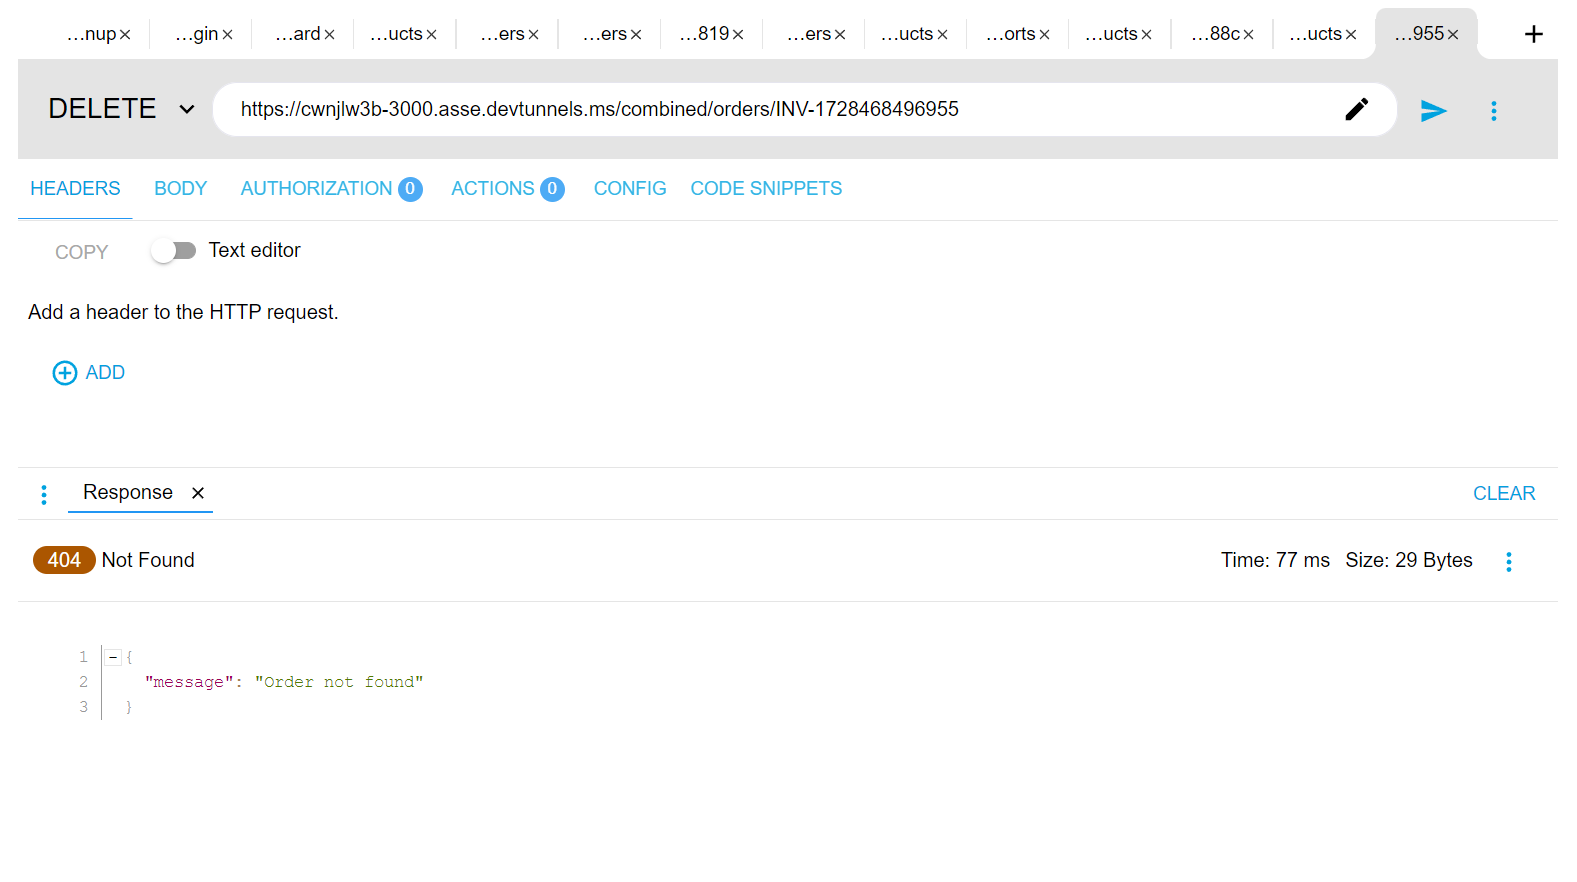 ...nup× ...gin× ...ard× ...ucts× ...ers× ...ers× ...819× ...ers× ...ucts× ...orts× ...ucts× ...88c× ...ucts× ...955× +
DELETE https://cwnjlw3b-3000.asse.devtunnels.ms/combined/orders/INV-1728468496955
HEADERS BODY AUTHORIZATION 0 ACTIONS 0 CONFIG CODE SNIPPETS
COPY Text editor
Add a header to the HTTP request.
ADD
Response × CLEAR
404 Not Found Time: 77 ms Size: 29 Bytes
1 {
2 "message": "Order not found"
3 }